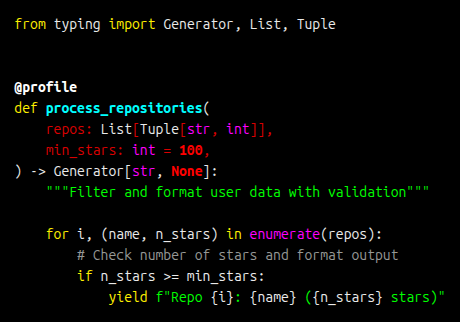 from typing import Generator, List, Tuple
@profile
def process_repositories(
    repos: List[Tuple[str, int]],
    min_stars: int = 100,
) -> Generator[str, None]:
    """Filter and format user data with validation"""
    for i, (name, n_stars) in enumerate(repos):
        # Check number of stars and format output
        if n_stars >= min_stars:
            yield f"Repo {i}: {name} ({n_stars} stars)"